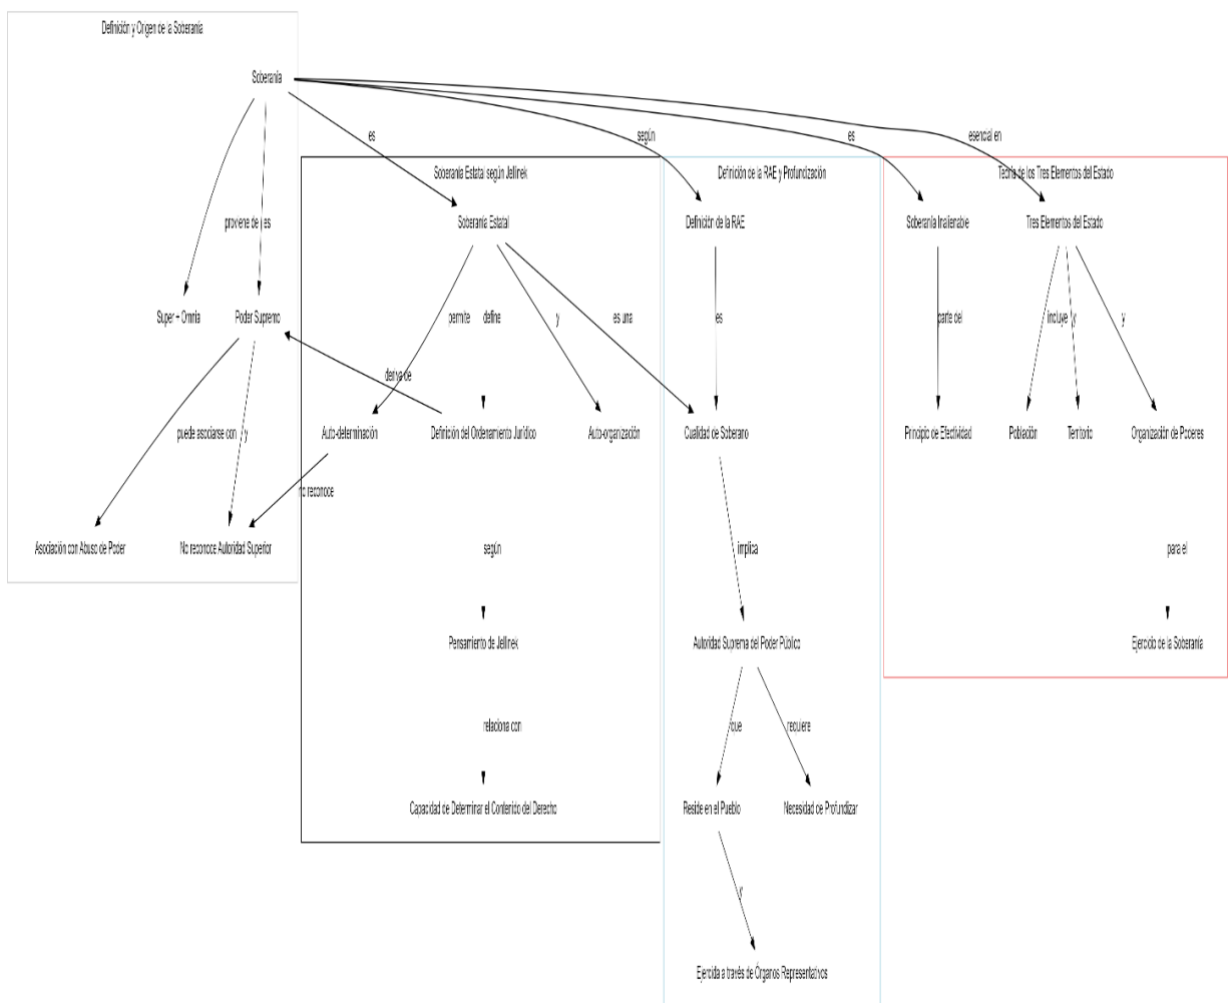 Definición y Origen de la Soberanía
Soberanía
es
según
es
esencial en
Soberanía Estatal según Jellinek
Definición de la RAE y Profundización
Teoría de los Tres Elementos del Estado
proviene de
es
Soberanía Estatal
Definición de la RAE
Soberanía Inalienable
Tres Elementos del Estado
Super + Omnia
Poder Supremo
permite
define
y
es una
es
parte del
incluye
y
y
deriva de
Auto-determinación
Definición del Ordenamiento Jurídico
Auto-organización
Cualidad de Soberano
Principio de Efectividad
Población
Territorio
Organización de Poderes
puede asociarse con
y
no reconoce
Asociación con Abuso de Poder
No reconoce Autoridad Superior
según
implica
para el
Pensamiento de Jellinek
Autoridad Suprema del Poder Público
Ejercicio de la Soberanía
relaciona con
que
requiere
Capacidad de Determinar el Contenido del Derecho
Reside en el Pueblo
Necesidad de Profundizar
y
Ejercida a través de Órganos Representativos